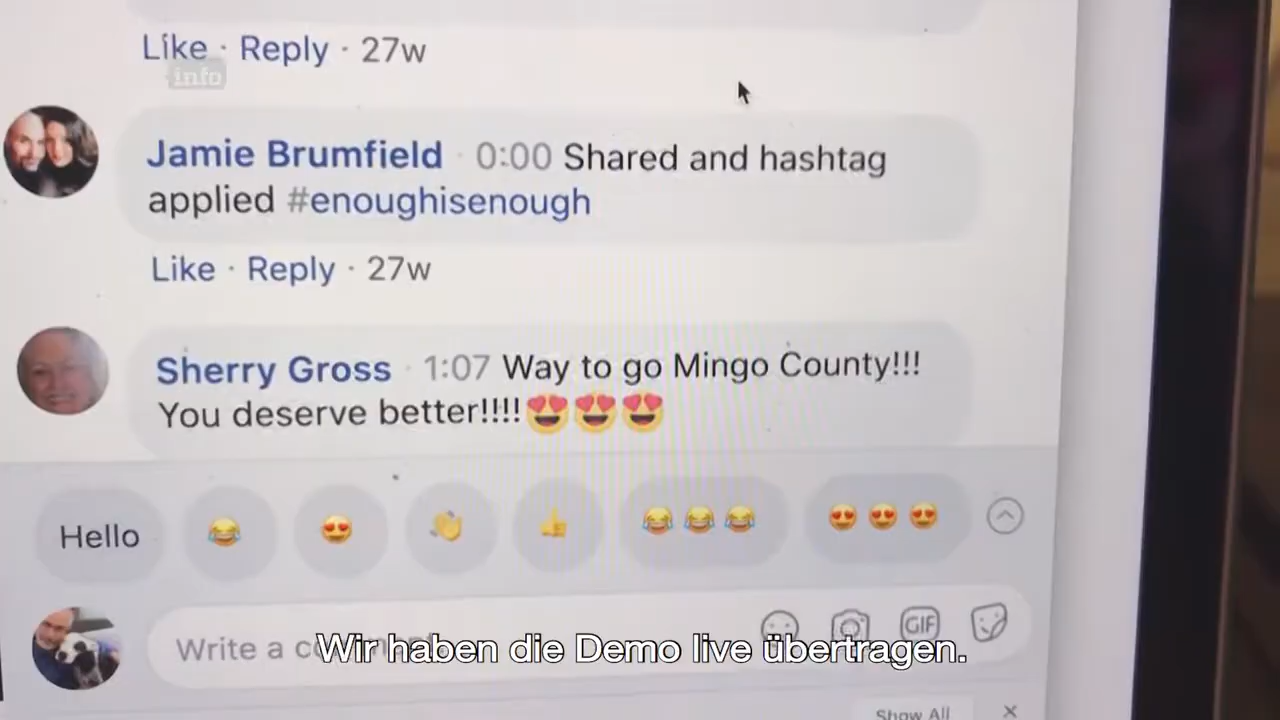 Like · Reply · 27w
info
Jamie Brumfield · 0:00 Shared and hashtag
applied #enoughisenough
Like · Reply · 27w
Sherry Gross · 1:07 Way to go Mingo County!!!
You deserve better!!!!😍😍😍
Hello 😂 😍 👏 👍 😂😂😂 😍😍😍
GIF
Write a
Wir haben die Demo live übertragen.
Show All